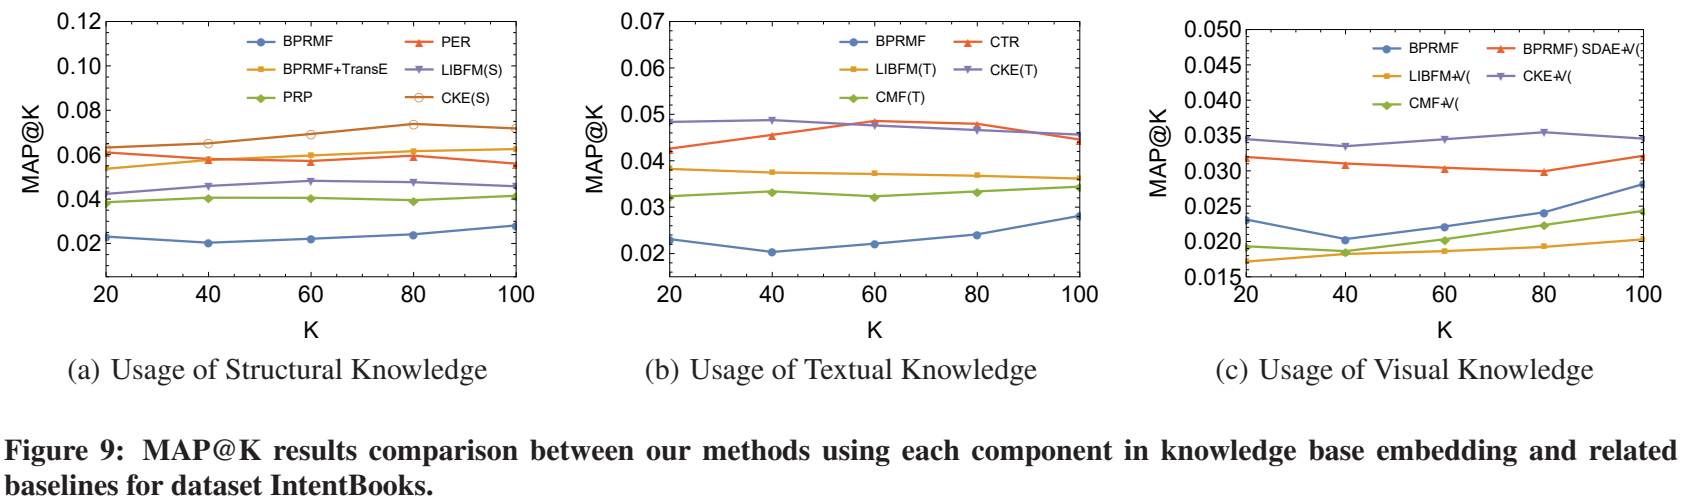 0.12
0.10
0.08
0.06
0.04
0.02
MAP@K
BPRMF
BPRMF+TransE
PRP
PER
LIBFM(S)
CKE(S)
20 40 60 80 100
K
(a) Usage of Structural Knowledge
0.07
0.06
0.05
0.04
0.03
0.02
MAP@K
BPRMF
LIBFM(T)
CMF(T)
CTR
CKE(T)
20 40 60 80 100
K
(b) Usage of Textual Knowledge
0.050
0.045
0.040
0.035
0.030
0.025
0.020
0.015
MAP@K
BPRMF
LIBFM+V(
CMF+V(
BPRMF) SDAE+V(
CKE+V(
20 40 60 80 100
K
(c) Usage of Visual Knowledge
Figure 9: MAP@K results comparison between our methods using each component in knowledge base embedding and related
baselines for dataset IntentBooks.